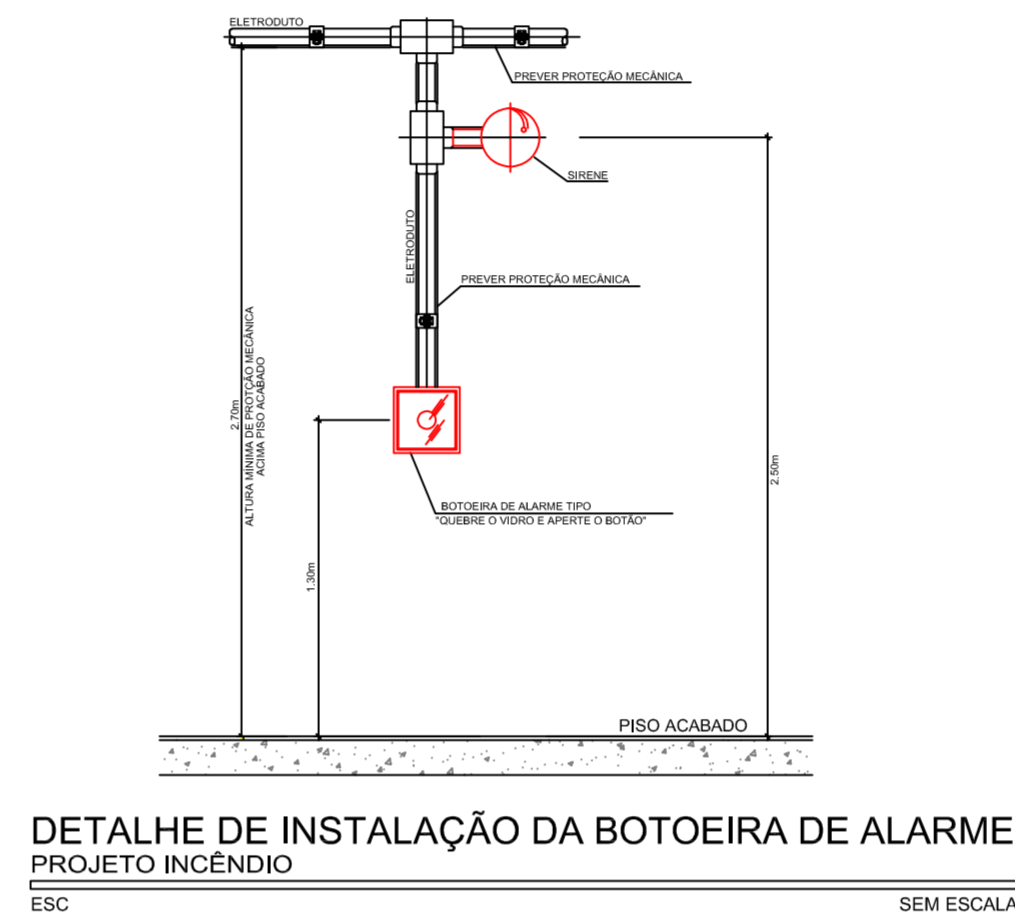 ELETRODUTO
PREVER PROTEÇÃO MECÂNICA
SIRENE
ELETRODUTO
PREVER PROTEÇÃO MECÂNICA
2.70m
ALTURA MÍNIMA DE PROTÇÃO MECÂNICA
ACIMA PISO ACABADO
2.50m
BOTOEIRA DE ALARME TIPO
"QUEBRE O VIDRO E APERTE O BOTÃO"
1.30m
PISO ACABADO
DETALHE DE INSTALAÇÃO DA BOTOEIRA DE ALARME
PROJETO INCÊNDIO
ESC
SEM ESCALA